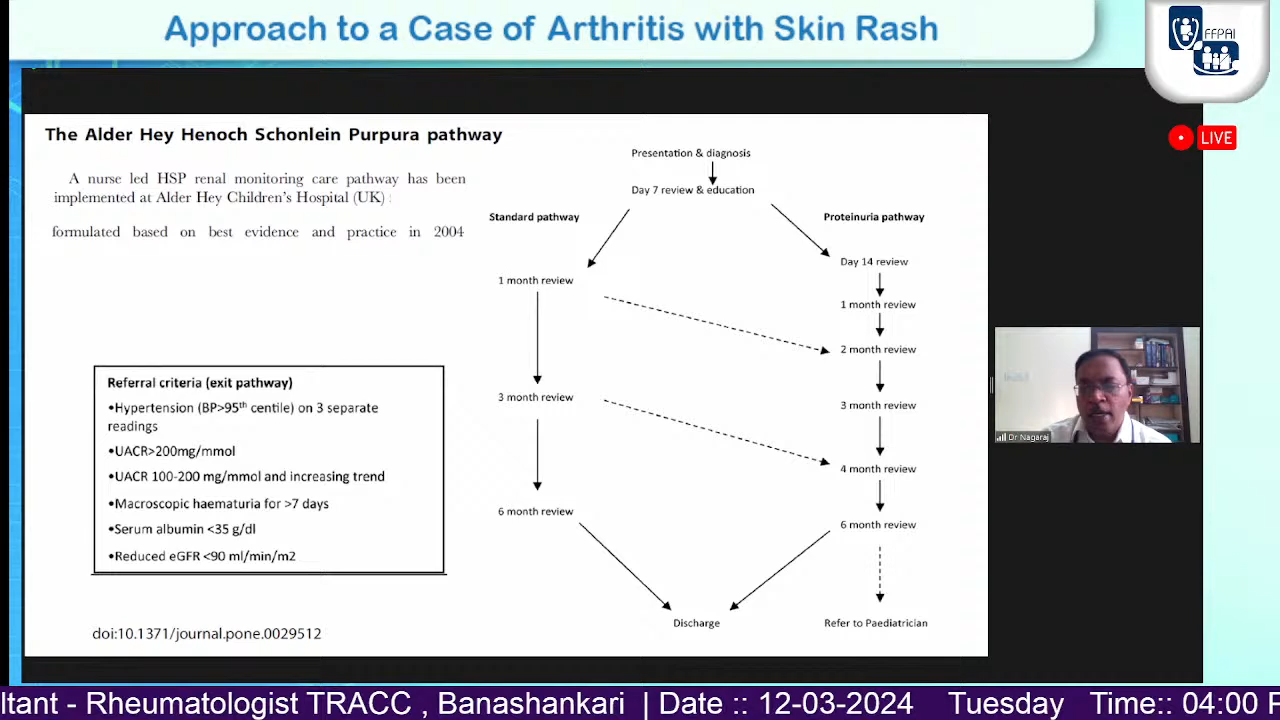 Approach to a Case of Arthritis with Skin Rash
FFPAI
LIVE
The Alder Hey Henoch Schonlein Purpura pathway
A nurse led HSP renal monitoring care pathway has been
implemented at Alder Hey Children's Hospital (UK) :
formulated based on best evidence and practice in 2004
Referral criteria (exit pathway)
•Hypertension (BP>95th centile) on 3 separate
readings
•UACR>200mg/mmol
•UACR 100-200 mg/mmol and increasing trend
•Macroscopic haematuria for >7 days
•Serum albumin <35 g/dl
•Reduced eGFR <90 ml/min/m2
doi:10.1371/journal.pone.0029512
Presentation & diagnosis
Day 7 review & education
Standard pathway
1 month review
3 month review
6 month review
Proteinuria pathway
Day 14 review
1 month review
2 month review
3 month review
4 month review
6 month review
Discharge
Refer to Paediatrician
Dr Nagaraj
ltant - Rheumatologist TRACC , Banashankari | Date :: 12-03-2024 Tuesday Time:: 04:00 P